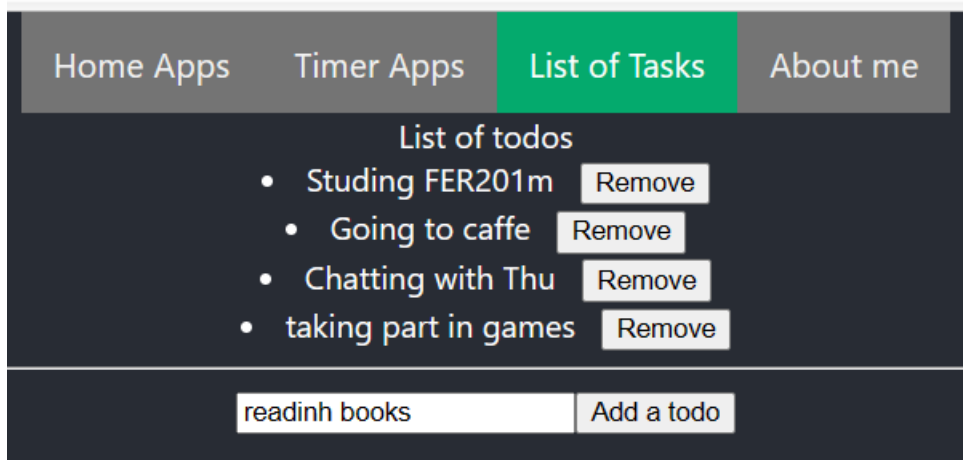 Home Apps Timer Apps List of Tasks About me
List of todos
Studing FER201m Remove
Going to caffe Remove
Chatting with Thu Remove
taking part in games Remove
readinh books Add a todo